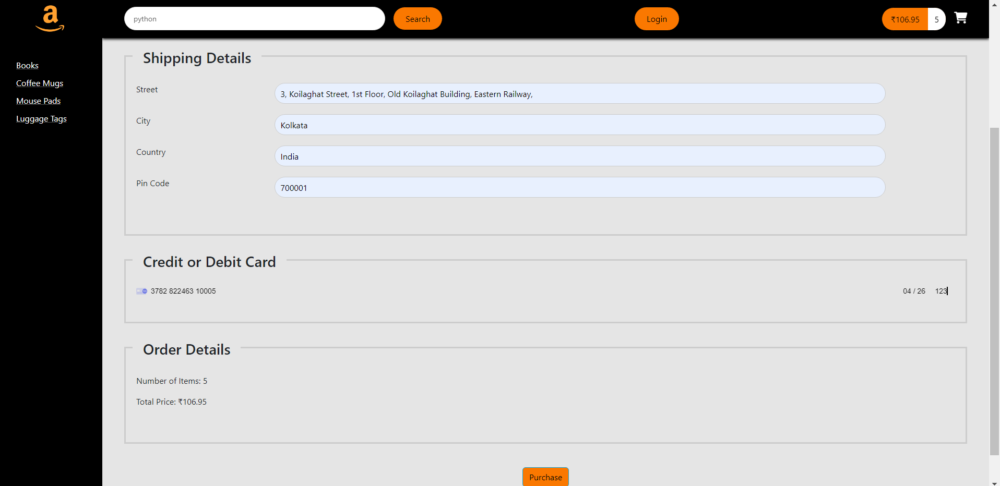 a
python
Search
Login
₹106.95
5
Books
Coffee Mugs
Mouse Pads
Luggage Tags
Shipping Details
Street
3, Koilaghat Street, 1st Floor, Old Koilaghat Building, Eastern Railway,
City
Kolkata
Country
India
Pin Code
700001
Credit or Debit Card
3782 822463 10005
04 / 26
123
Order Details
Number of Items: 5
Total Price: ₹106.95
Purchase